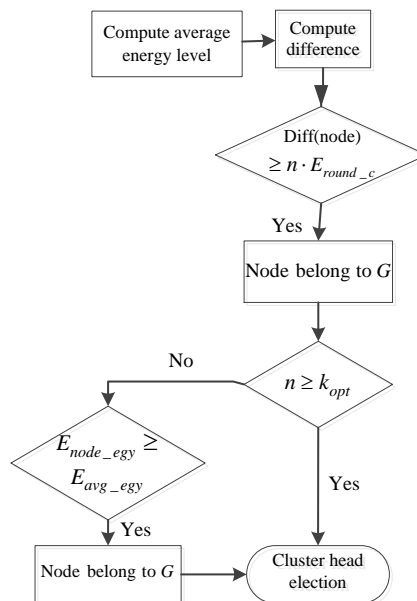 Compute average
energy level
Compute
difference
Diff(node)
≥ n · E_round_c
Yes
Node belong to G
No
n ≥ k_opt
E_node_egy ≥
E_avg_egy
Yes
Yes
Node belong to G
Cluster head
election